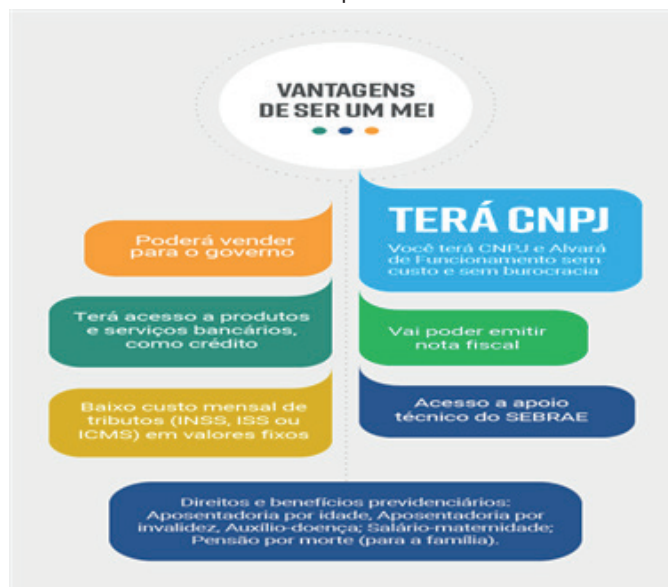 VANTAGENS
DE SER UM MEI
TERÁ CNPJ
Você terá CNPJ e Alvará
de Funcionamento sem
custo e sem burocracia
Poderá vender
para o governo
Terá acesso a produtos
e serviços bancários,
como crédito
Vai poder emitir
nota fiscal
Baixo custo mensal de
tributos (INSS, ISS ou
ICMS) em valores fixos
Acesso a apoio
técnico do SEBRAE
Direitos e benefícios previdenciários:
Aposentadoria por idade, Aposentadoria por
invalidez, Auxílio-doença; Salário-maternidade;
Pensão por morte (para a família).